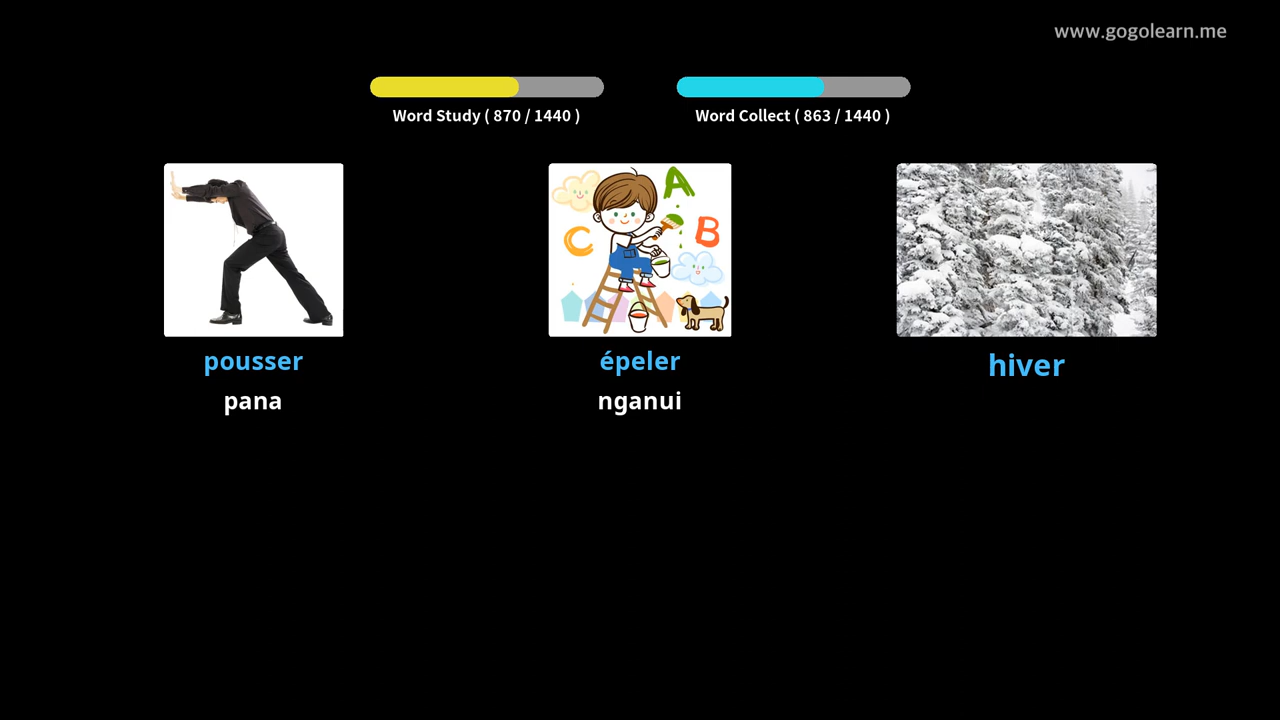 www.gogolearn.me
Word Study ( 870 / 1440 )
Word Collect ( 863 / 1440 )
A
B
C
pousser
épeler
hiver
pana
nganui